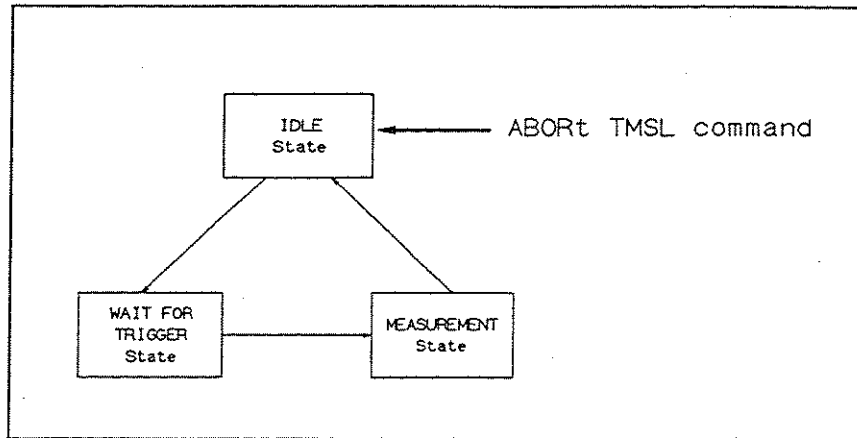 IDLE
State
ABORt TMSL command
WAIT FOR
TRIGGER
State
MEASUREMENT
State